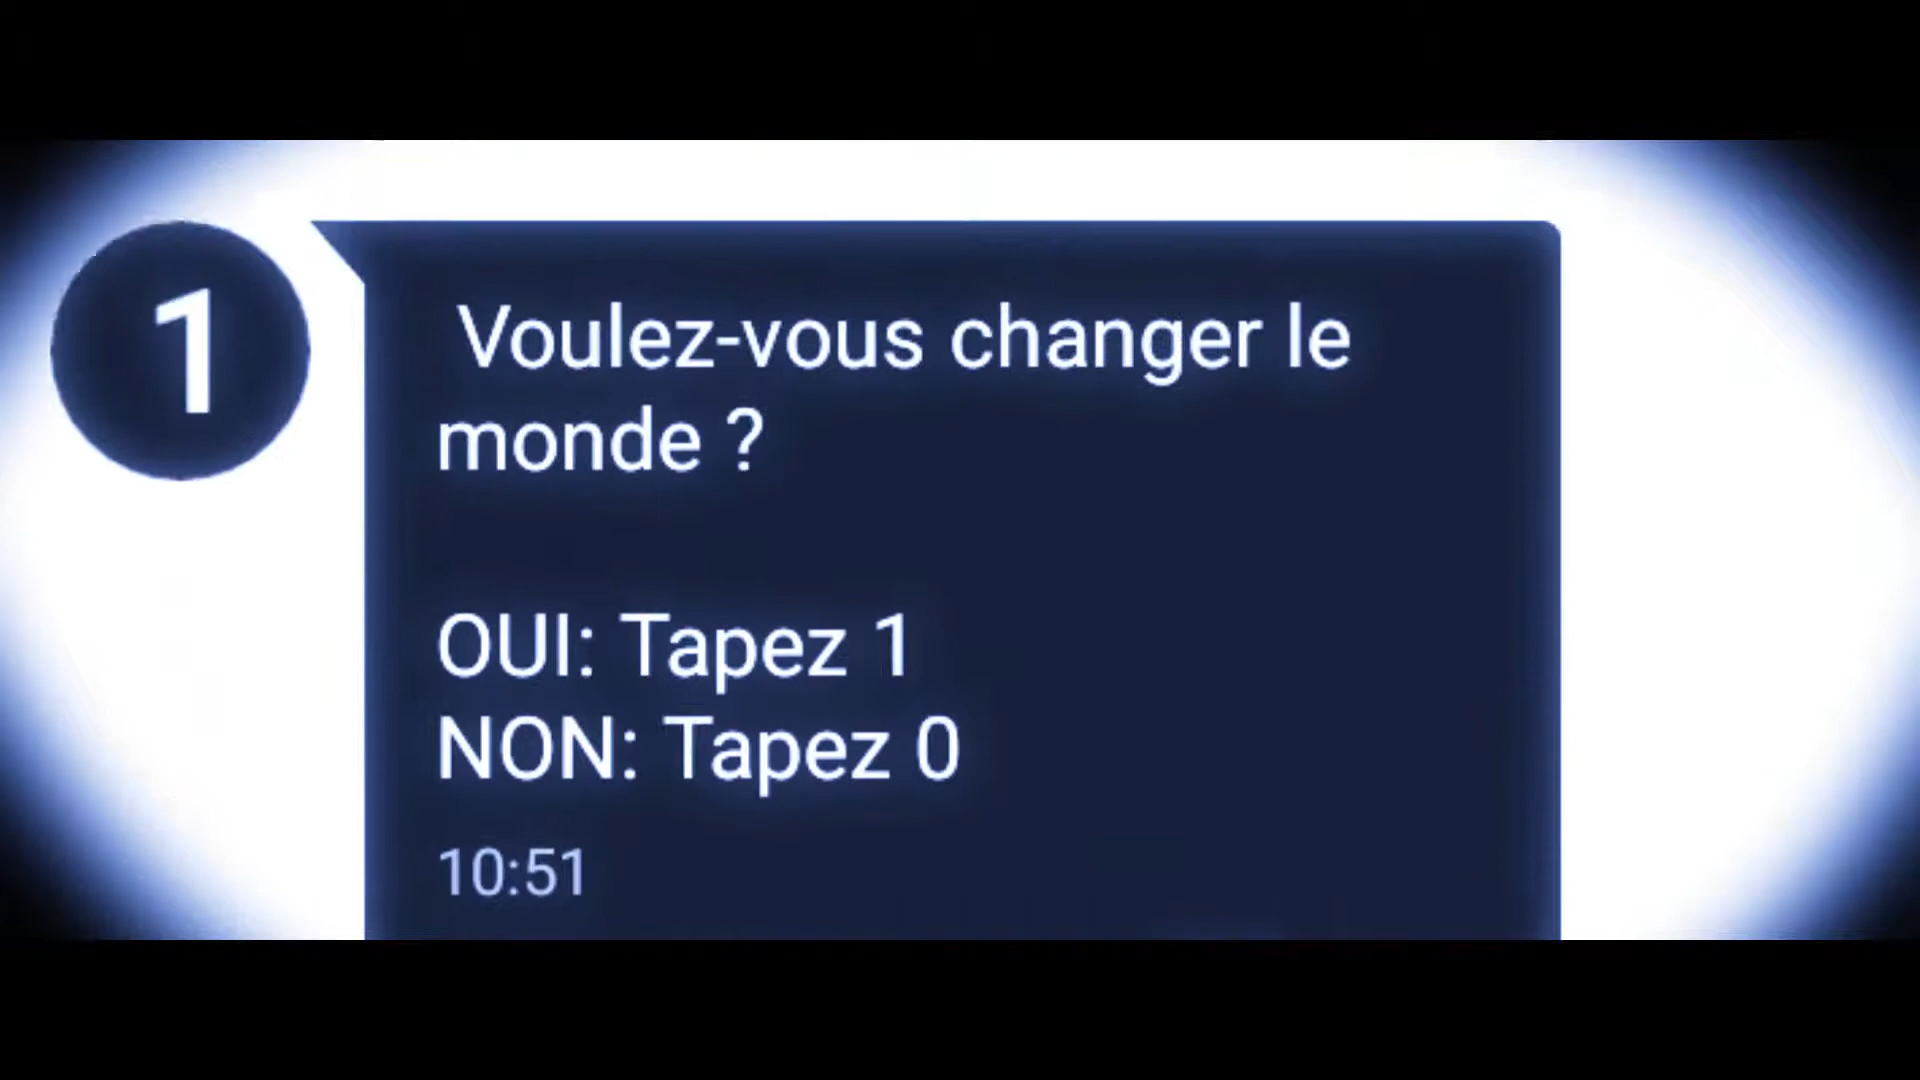 1
Voulez-vous changer le
monde ?
OUI: Tapez 1
NON: Tapez 0
10:51